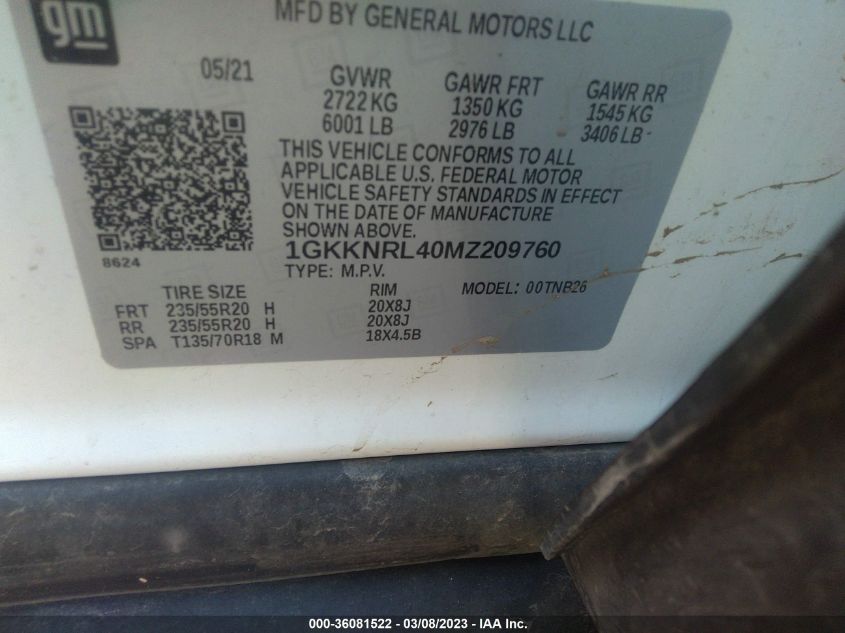 gm
MFD BY GENERAL MOTORS LLC
05/21
GVWR
2722 KG
6001 LB
GAWR FRT
1350 KG
2976 LB
GAWR RR
1545 KG
3406 LB
THIS VEHICLE CONFORMS TO ALL
APPLICABLE U.S. FEDERAL MOTOR
VEHICLE SAFETY STANDARDS IN EFFECT
ON THE DATE OF MANUFACTURE
SHOWN ABOVE.
8624
1GKKNRL40MZ209760
TYPE: M.P.V.
TIRE SIZE RIM MODEL: 00TNB26
FRT 235/55R20 H 20X8J
RR 235/55R20 H 20X8J
SPA T135/70R18 M 18X4.5B
000-36081522 — 03/08/2023 — IAA Inc.